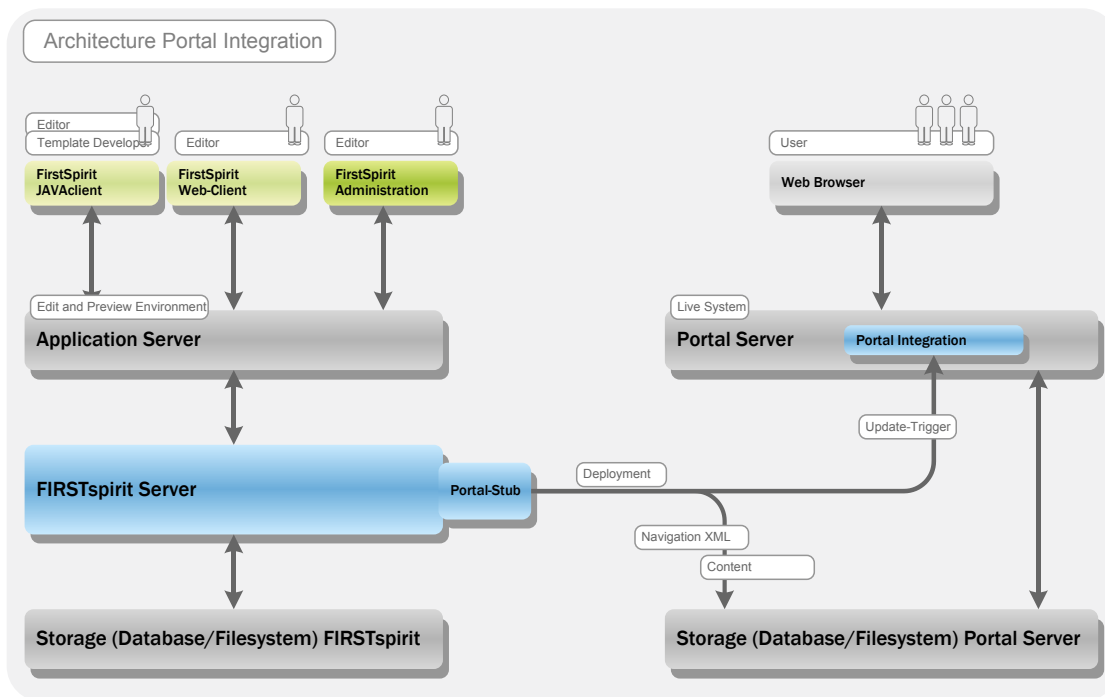 Architecture Portal Integration
Editor
Template Develop
Editor
Editor
User
FirstSpirit
JAVAclient
FirstSpirit
Web-Client
FirstSpirit
Administration
Web Browser
Edit and Preview Environment
Live System
Application Server
Portal Server
Portal Integration
Update-Trigger
FIRSTspirit Server
Portal-Stub
Deployment
Navigation XML
Content
Storage (Database/Filesystem) FIRSTspirit
Storage (Database/Filesystem) Portal Server